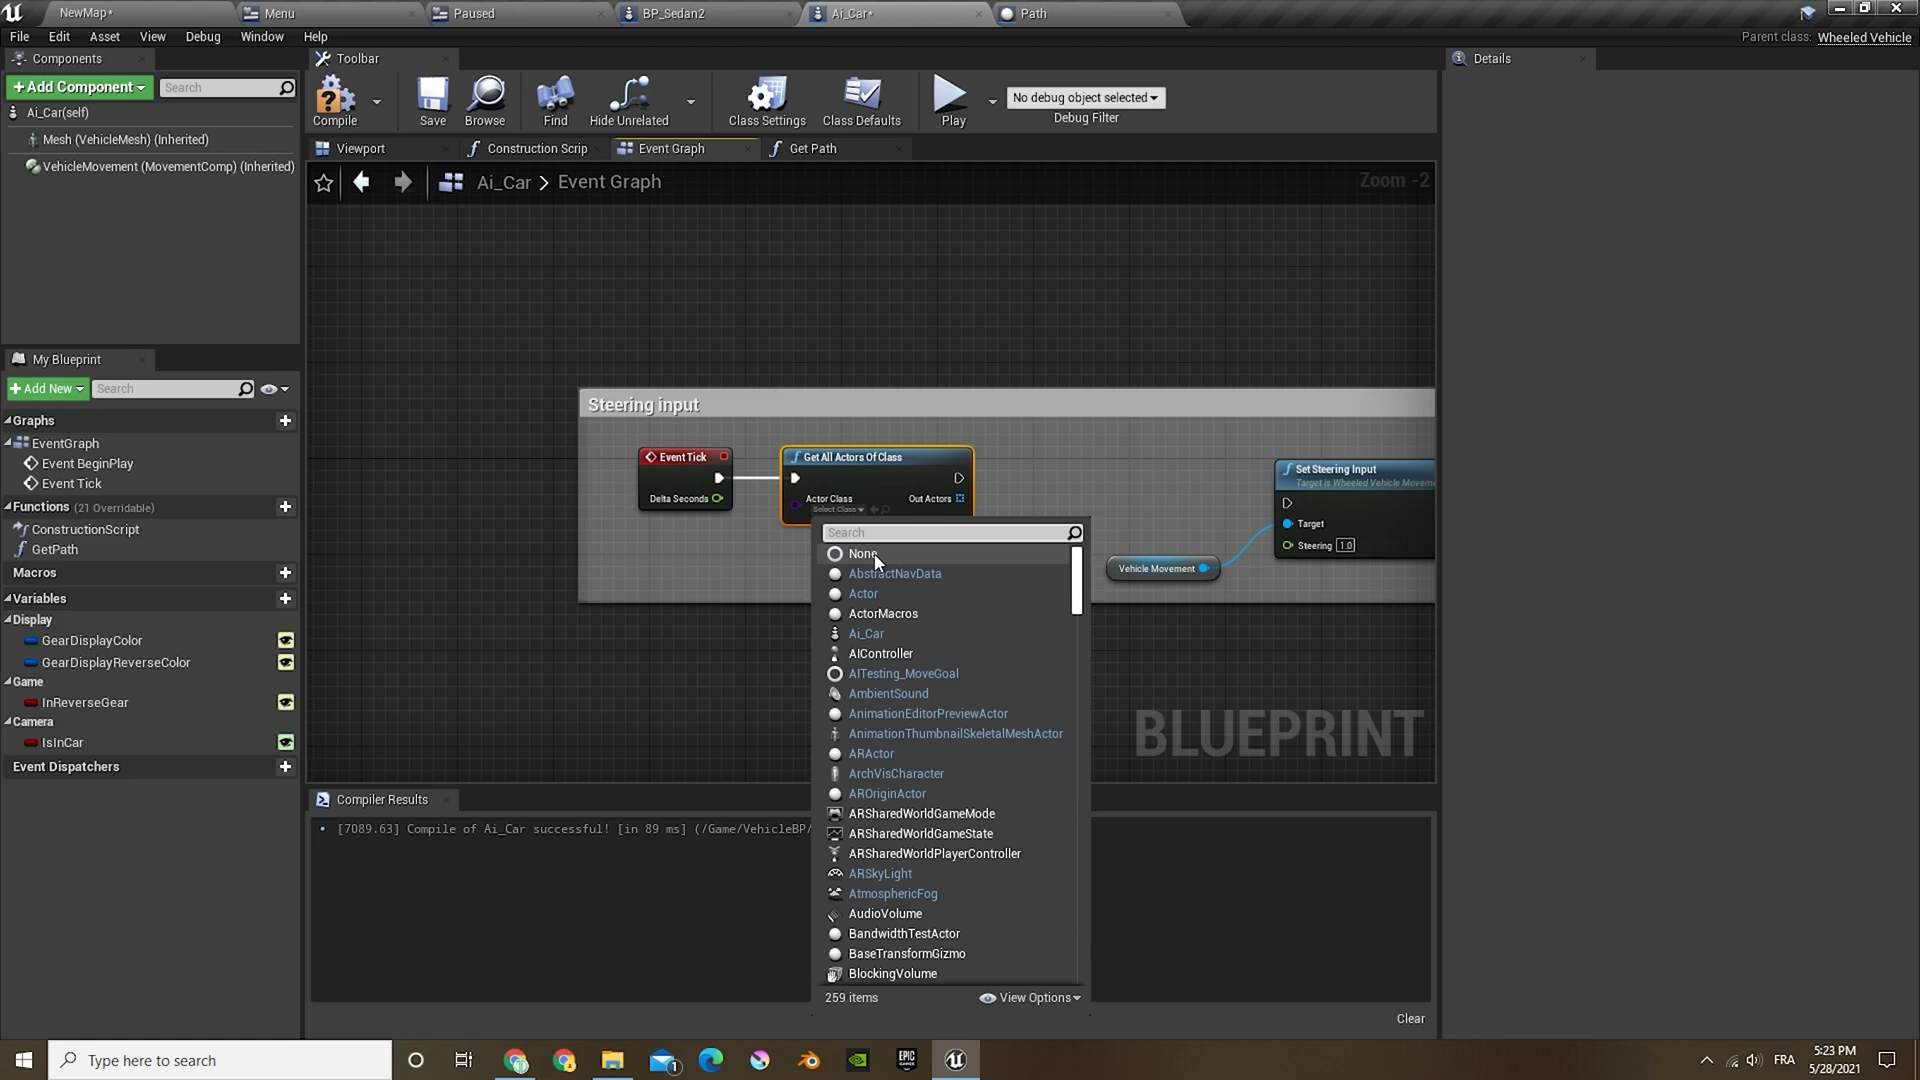 NewMap*
Menu
Paused
BP_Sedan2
Ai_Car*
Path
File Edit Asset View Debug Window Help
Parent class: Wheeled Vehicle
Components
Toolbar
Details
+Add Component
Search
Ai_Car(self)
Mesh (VehicleMesh) (Inherited)
VehicleMovement (MovementComp) (Inherited)
Compile
Save
Browse
Find
Hide Unrelated
Class Settings
Class Defaults
Play
No debug object selected
Debug Filter
Viewport
Construction Scrip
Event Graph
Get Path
Ai_Car > Event Graph
Zoom -2
My Blueprint
+Add New
Search
Graphs
EventGraph
Event BeginPlay
Event Tick
Functions (21 Overridable)
ConstructionScript
GetPath
Macros
Variables
Display
GearDisplayColor
GearDisplayReverseColor
Game
InReverseGear
Camera
IsInCar
Event Dispatchers
Steering input
Event Tick
Delta Seconds
Get All Actors Of Class
Actor Class
Select Class
Out Actors
Set Steering Input
Target is Wheeled Vehicle Movem
Target
Steering 1.0
Vehicle Movement
BLUEPRINT
Search
None
AbstractNavData
Actor
ActorMacros
Ai_Car
AIController
AITesting_MoveGoal
AmbientSound
AnimationEditorPreviewActor
AnimationThumbnailSkeletalMeshActor
ARActor
ArchVisCharacter
AROriginActor
ARSharedWorldGameMode
ARSharedWorldGameState
ARSharedWorldPlayerController
ARSkyLight
AtmosphericFog
AudioVolume
BandwidthTestActor
BaseTransformGizmo
BlockingVolume
259 items
View Options
Compiler Results
[7089.63] Compile of Ai_Car successful! [in 89 ms] (/Game/VehicleBP/
Clear
Type here to search
1
EPIC
GAMES
FRA
5:23 PM
5/28/2021